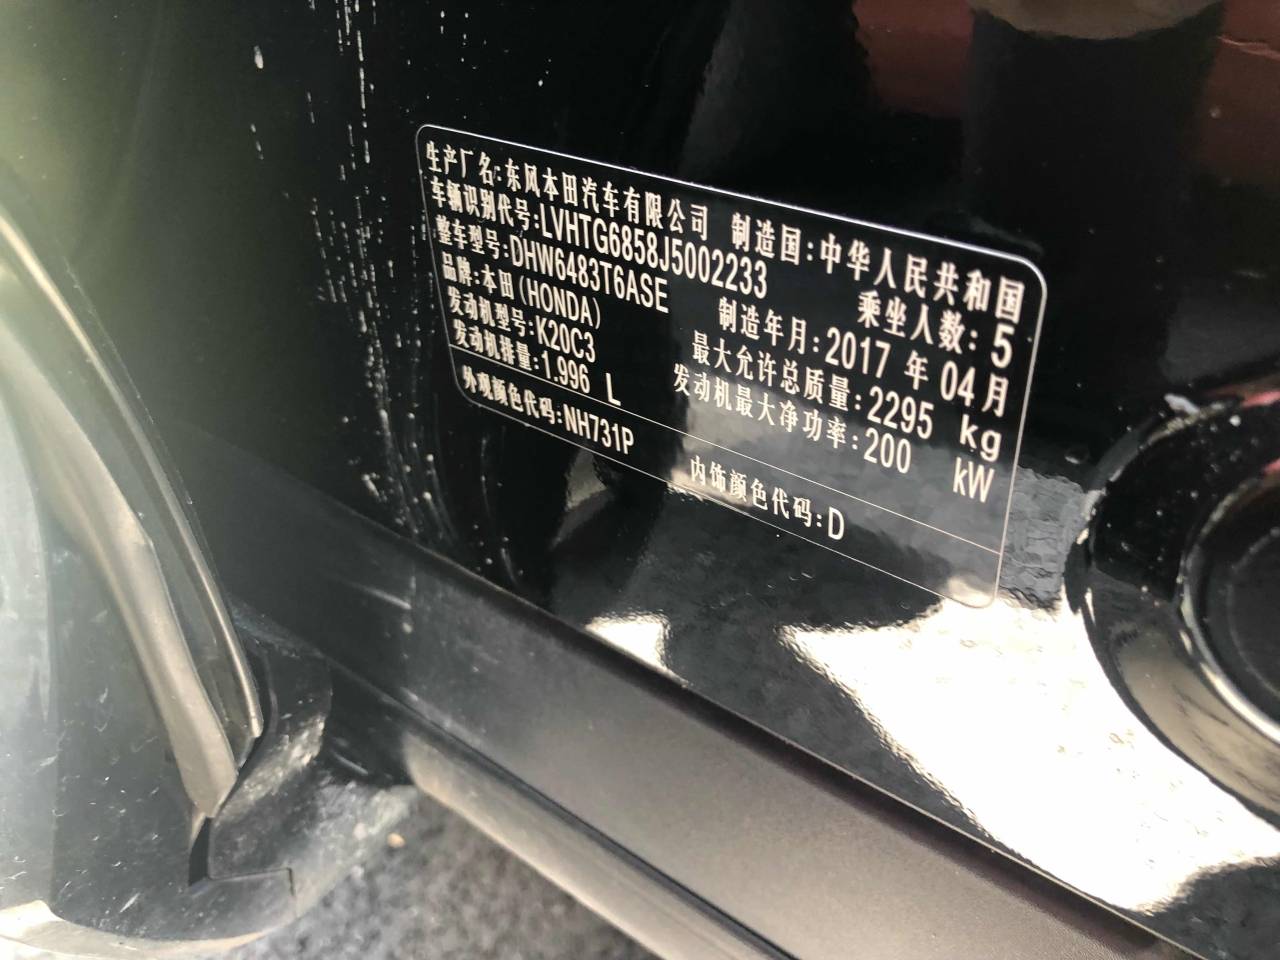 生产厂名:东风本田汽车有限公司 制造国:中华人民共和国
车辆识别代号:LVHTG6858J5002233 乘坐人数:5
整车型号:DHW6483T6ASE 制造年月:2017年04月
品牌:本田(HONDA) 最大允许总质量:2295 kg
发动机型号:K20C3 发动机最大净功率:200 kW
发动机排量:1.996 L
外观颜色代码:NH731P 内饰颜色代码:D